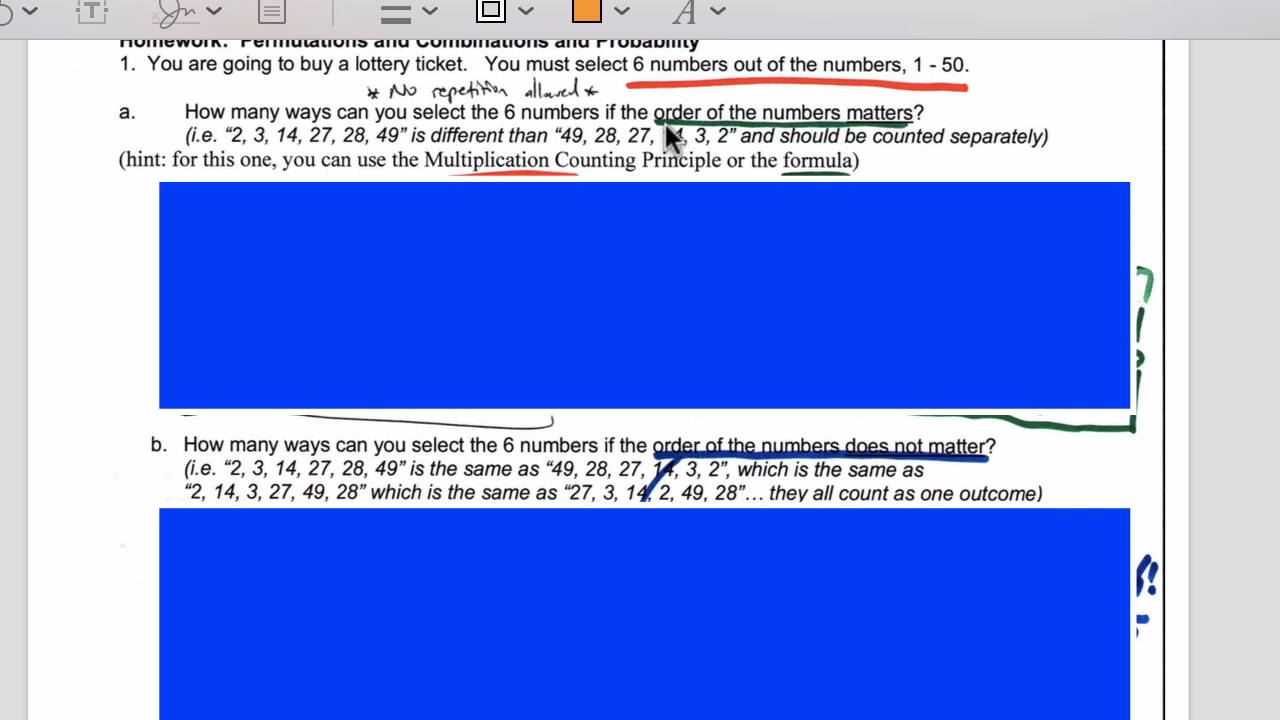 Homework: Permutations and Combinations and Probability
1. You are going to buy a lottery ticket. You must select 6 numbers out of the numbers, 1 - 50.
* No repetition allowed *
a. How many ways can you select the 6 numbers if the order of the numbers matters?
(i.e. “2, 3, 14, 27, 28, 49” is different than “49, 28, 27, 4, 3, 2” and should be counted separately)
(hint: for this one, you can use the Multiplication Counting Principle or the formula)
b. How many ways can you select the 6 numbers if the order of the numbers does not matter?
(i.e. “2, 3, 14, 27, 28, 49” is the same as “49, 28, 27, 14, 3, 2”, which is the same as
“2, 14, 3, 27, 49, 28” which is the same as “27, 3, 14, 2, 49, 28”… they all count as one outcome)